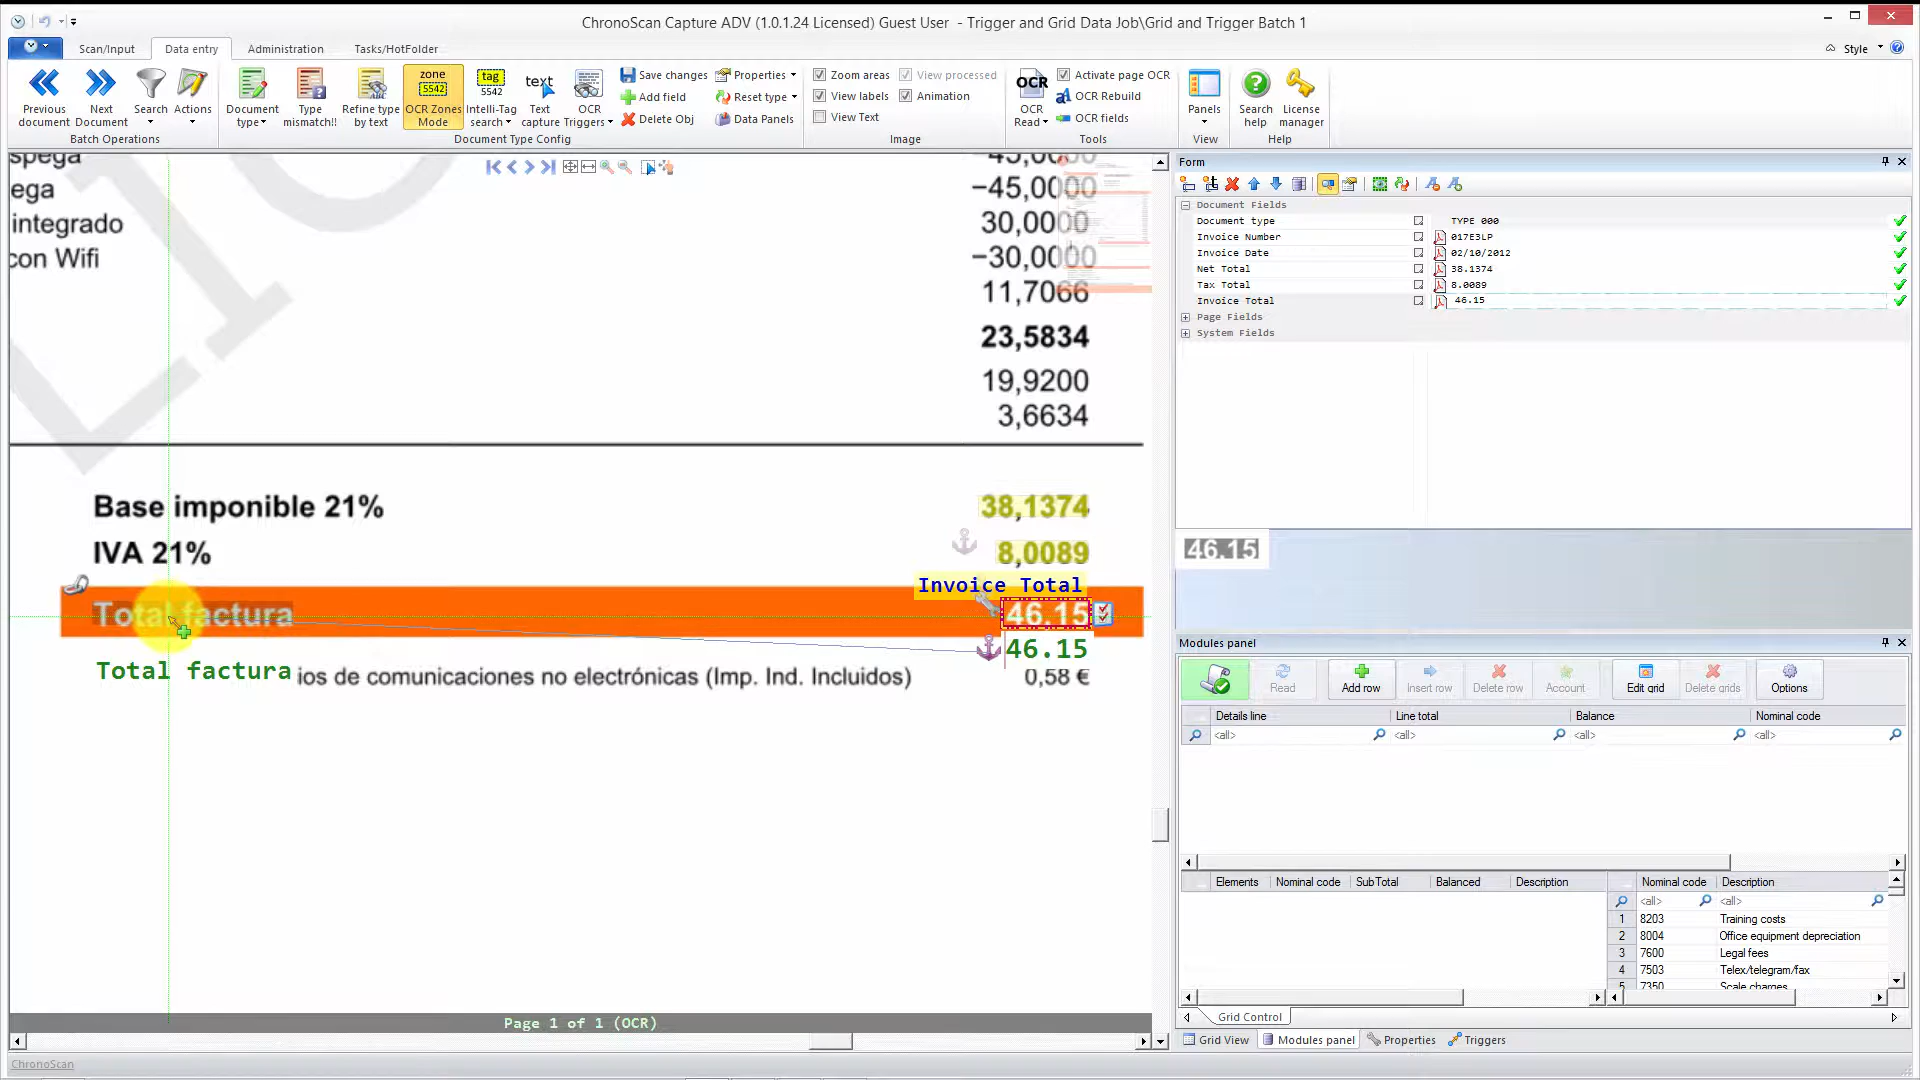 ChronoScan Capture ADV (1.0.1.24 Licensed) Guest User - Trigger and Grid Data Job\Grid and Trigger Batch 1
Scan/Input Data entry Administration Tasks/HotFolder Style
Previous document
Next Document
Search
Actions
Batch Operations
Document type
Type mismatch!!
Refine type by text
zone 5542 OCR Zones Mode
tag 5542 Intelli-Tag search
text Text capture
OCR Triggers
Save changes
Add field
Delete Obj
Properties
Reset type
Data Panels
Document Type Config
Zoom areas
View labels
View Text
View processed
Animation
Image
OCR
OCR Read
Activate page OCR
OCR Rebuild
OCR fields
Tools
Panels
View
Search help
License manager
Help
ega
integrado
con Wifi
−45,0000
30,0000
−30,0000
11,7066
23,5834
19,9200
3,6634
Base imponible 21% 38,1374
IVA 21% 8,0089
Invoice Total
Total factura 46.15
46.15
Total factura ios de comunicaciones no electrónicas (Imp. Ind. Incluidos) 0,58 €
Page 1 of 1 (OCR)
Form
Document Fields
Document type TYPE 000
Invoice Number 017E3LP
Invoice Date 02/10/2012
Net Total 38.1374
Tax Total 8.0089
Invoice Total 46.15
Page Fields
System Fields
46.15
Modules panel
Read Add row Insert row Delete row Account Edit grid Delete grids Options
Details line Line total Balance Nominal code
<all> <all> <all> <all>
Elements Nominal code SubTotal Balanced Description
Nominal code Description
<all> <all>
1 8203 Training costs
2 8004 Office equipment depreciation
3 7600 Legal fees
4 7503 Telex/telegram/fax
5 7350 Scale charges
Grid Control
Grid View Modules panel Properties Triggers
ChronoScan